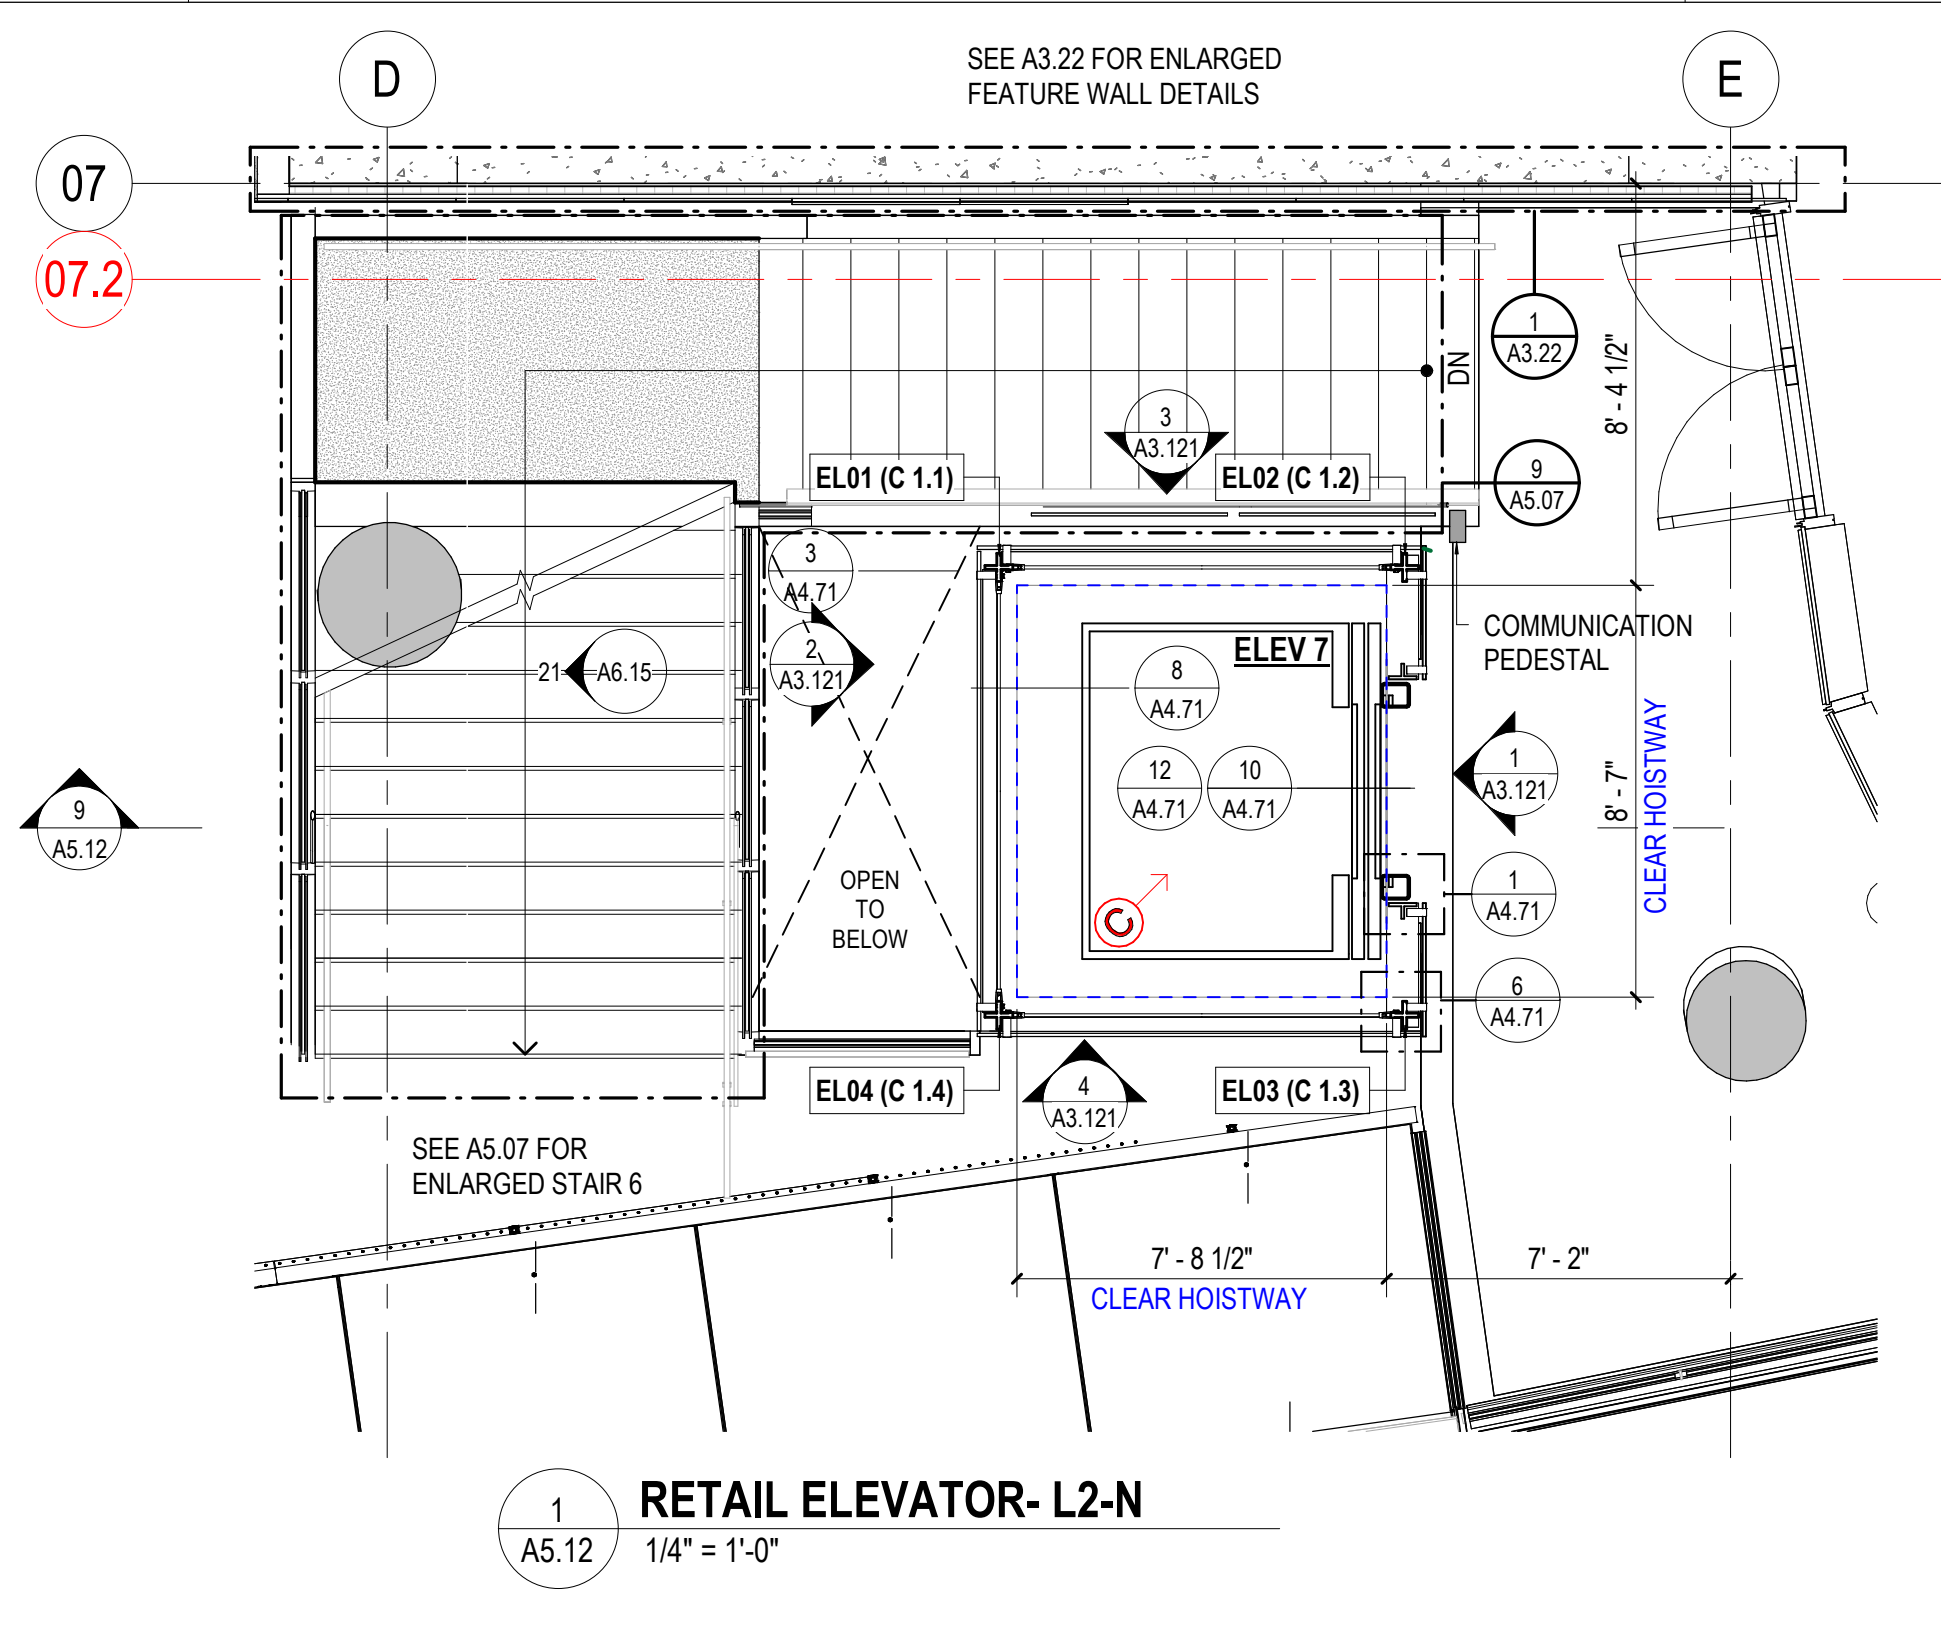 SEE A3.22 FOR ENLARGED
FEATURE WALL DETAILS
D
E
07
07.2
1
A3.22
DN
8' - 4 1/2"
3
A3.121
EL01 (C 1.1)
EL02 (C 1.2)
9
A5.07
3
A4.71
COMMUNICATION
PEDESTAL
ELEV 7
2
A3.121
21
A6.15
8
A4.71
12
A4.71
10
A4.71
1
A3.121
8' - 7"
CLEAR HOISTWAY
9
A5.12
OPEN
TO
BELOW
C
1
A4.71
6
A4.71
EL04 (C 1.4)
4
A3.121
EL03 (C 1.3)
SEE A5.07 FOR
ENLARGED STAIR 6
7' - 8 1/2"
CLEAR HOISTWAY
7' - 2"
1
A5.12
RETAIL ELEVATOR- L2-N
1/4" = 1'-0"